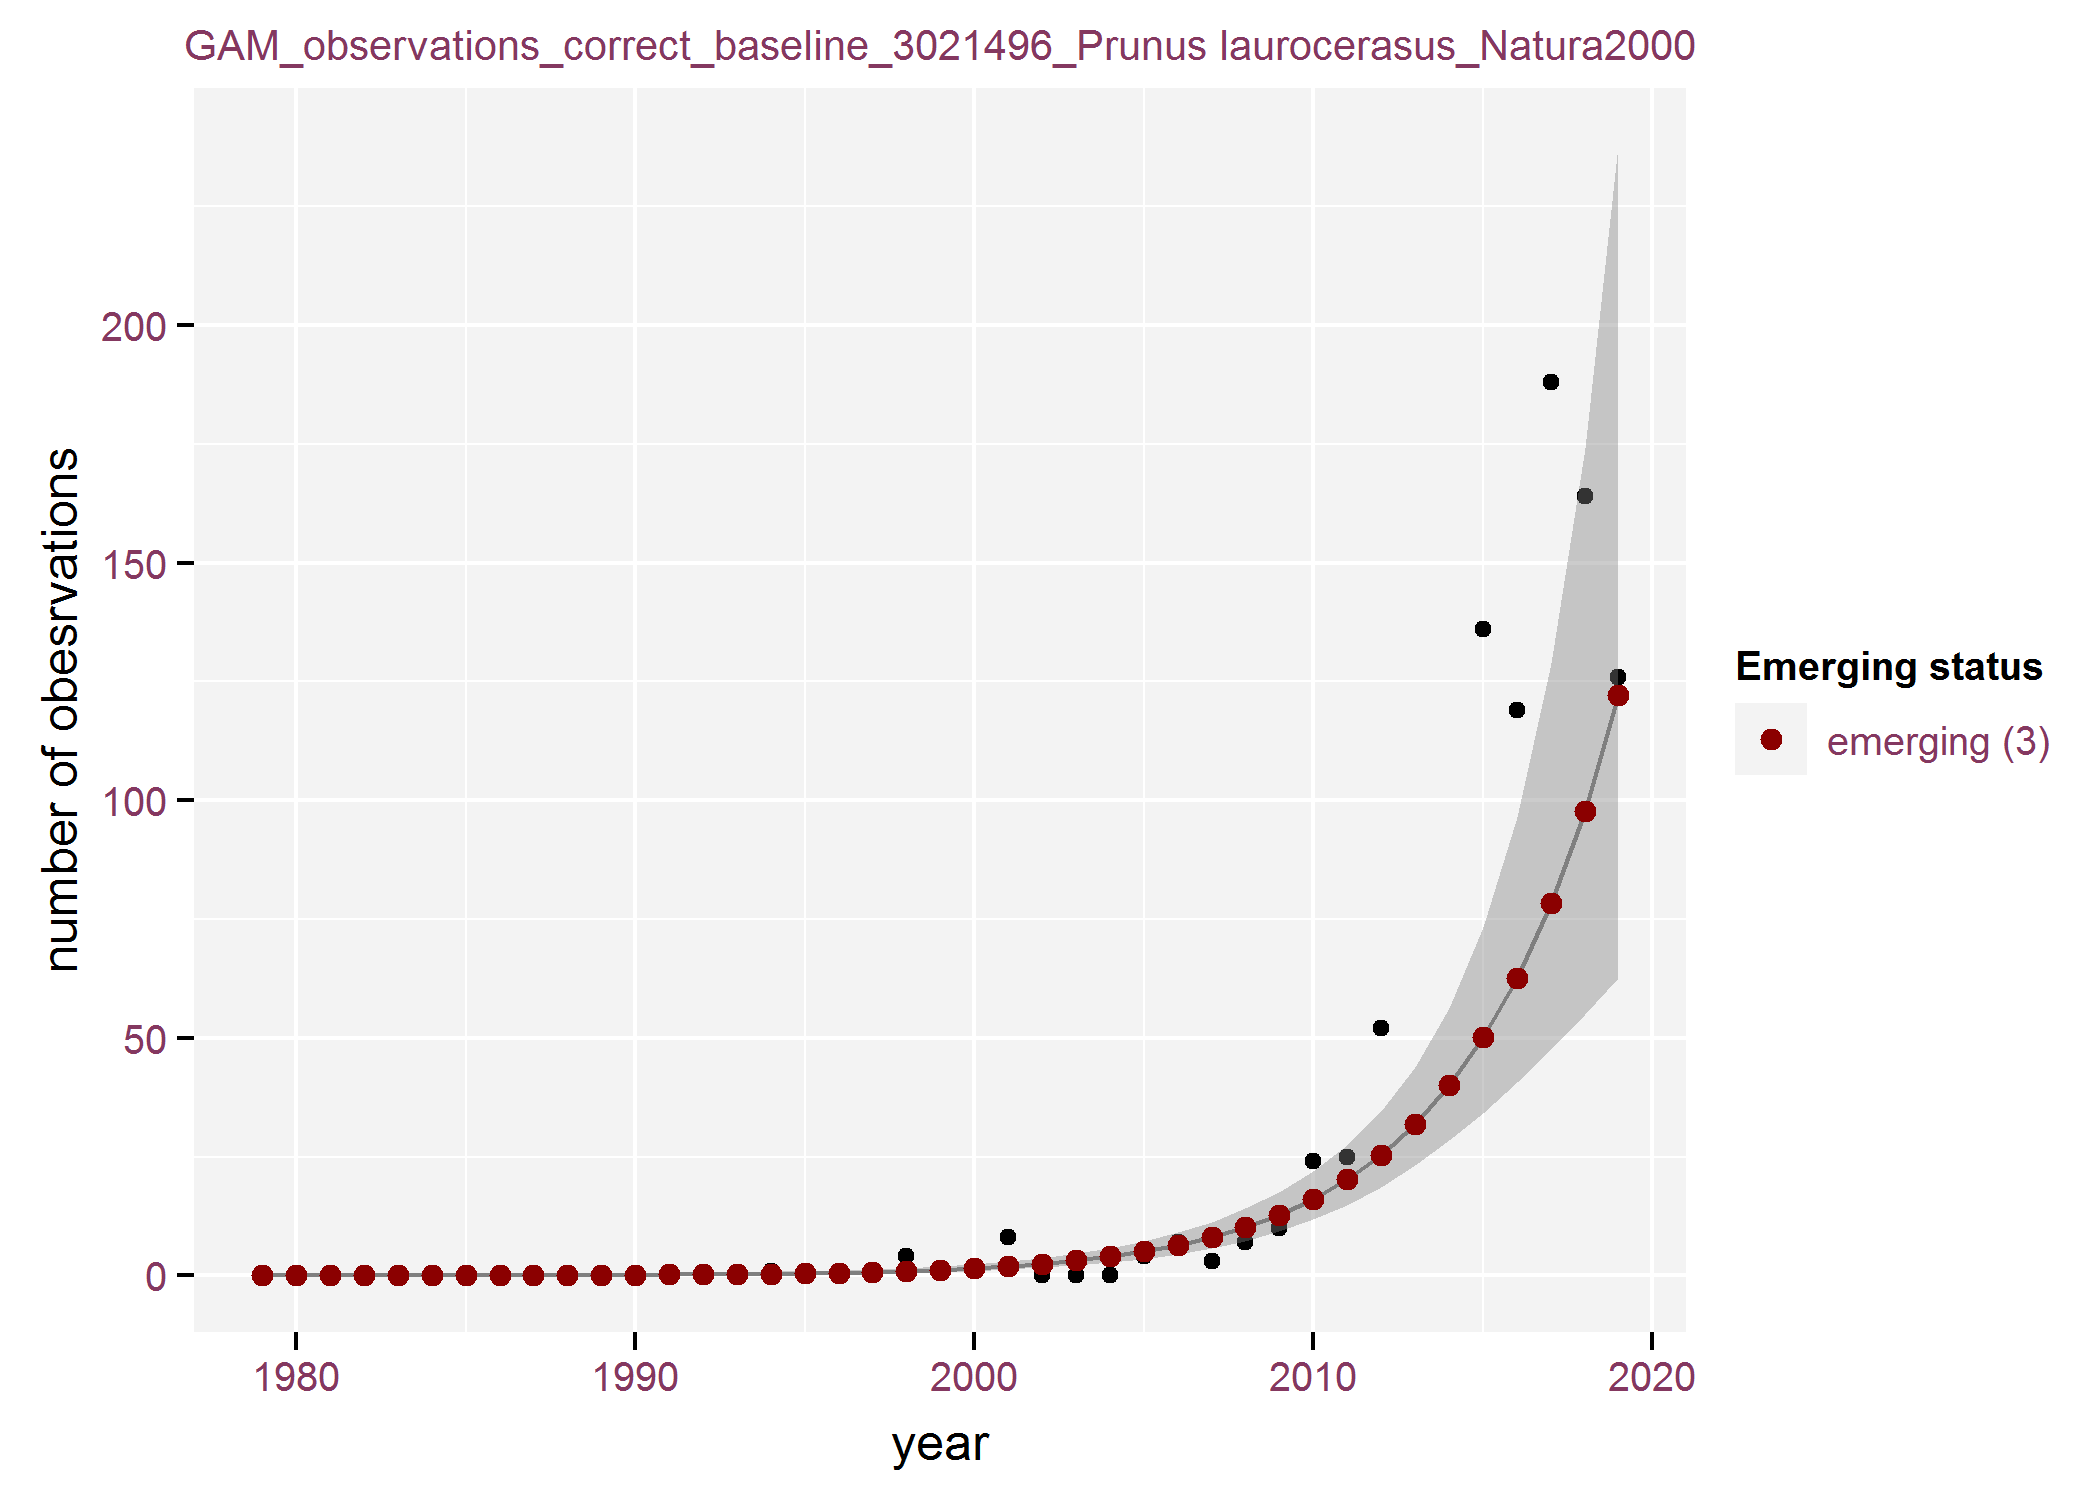 GAM_observations_correct_baseline_3021496_Prunus laurocerasus_Natura2000
number of obesrvations
200
150
100
50
0
1980 1990 2000 2010 2020
year
Emerging status
emerging (3)